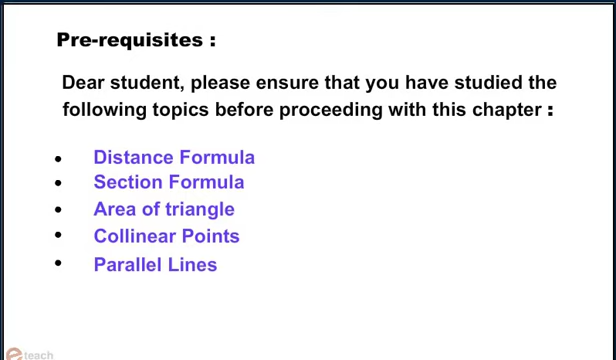 Pre-requisites :
Dear student, please ensure that you have studied the
following topics before proceeding with this chapter :
• Distance Formula
• Section Formula
• Area of triangle
• Collinear Points
• Parallel Lines
e teach